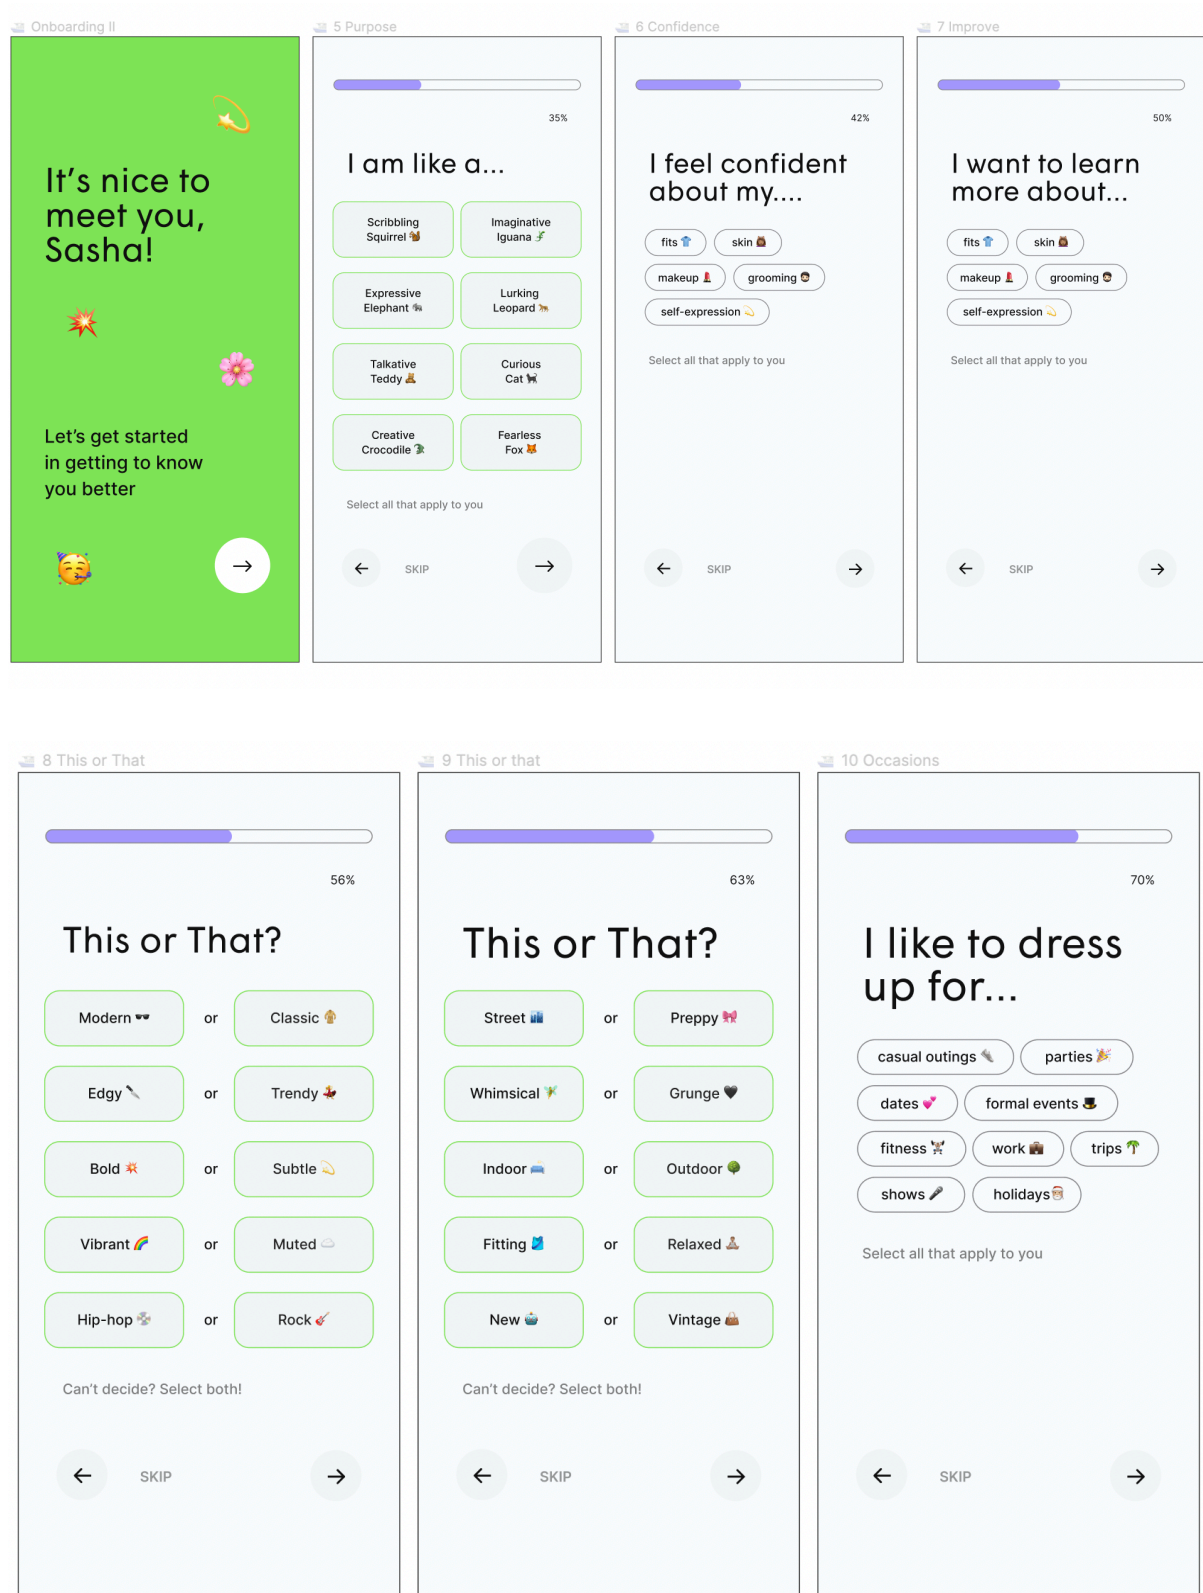 Onboarding II
5 Purpose
6 Confidence
7 Improve
It's nice to
meet you,
Sasha!
Let's get started
in getting to know
you better
→
35%
I am like a...
Scribbling
Squirrel 🐿️
Imaginative
Iguana 🦎
Expressive
Elephant 🐘
Lurking
Leopard 🐆
Talkative
Teddy 🧸
Curious
Cat 🐈‍⬛
Creative
Crocodile 🐊
Fearless
Fox 🦊
Select all that apply to you
← SKIP →
42%
I feel confident
about my....
fits 👕 skin
makeup 💄 grooming 🧔🏻
self-expression 💫
Select all that apply to you
← SKIP →
50%
I want to learn
more about...
fits 👕 skin
makeup 💄 grooming 🧔🏻
self-expression 💫
Select all that apply to you
← SKIP →
8 This or That
9 This or that
10 Occasions
56%
This or That?
Modern 🕶️ or Classic
Edgy 🔪 or Trendy 💃
Bold 💥 or Subtle 💫
Vibrant 🌈 or Muted ☁️
Hip-hop or Rock 🎸
Can't decide? Select both!
← SKIP →
63%
This or That?
Street 🏙️ or Preppy 🎀
Whimsical 🧚 or Grunge 🖤
Indoor 🛋️ or Outdoor 🌳
Fitting or Relaxed 🧘
New or Vintage 👜
Can't decide? Select both!
← SKIP →
70%
I like to dress
up for...
casual outings parties 🎉
dates 💕 formal events 🎩
fitness 🏋️ work 💼 trips 🌴
shows 🎤 holidays 🎅
Select all that apply to you
← SKIP →